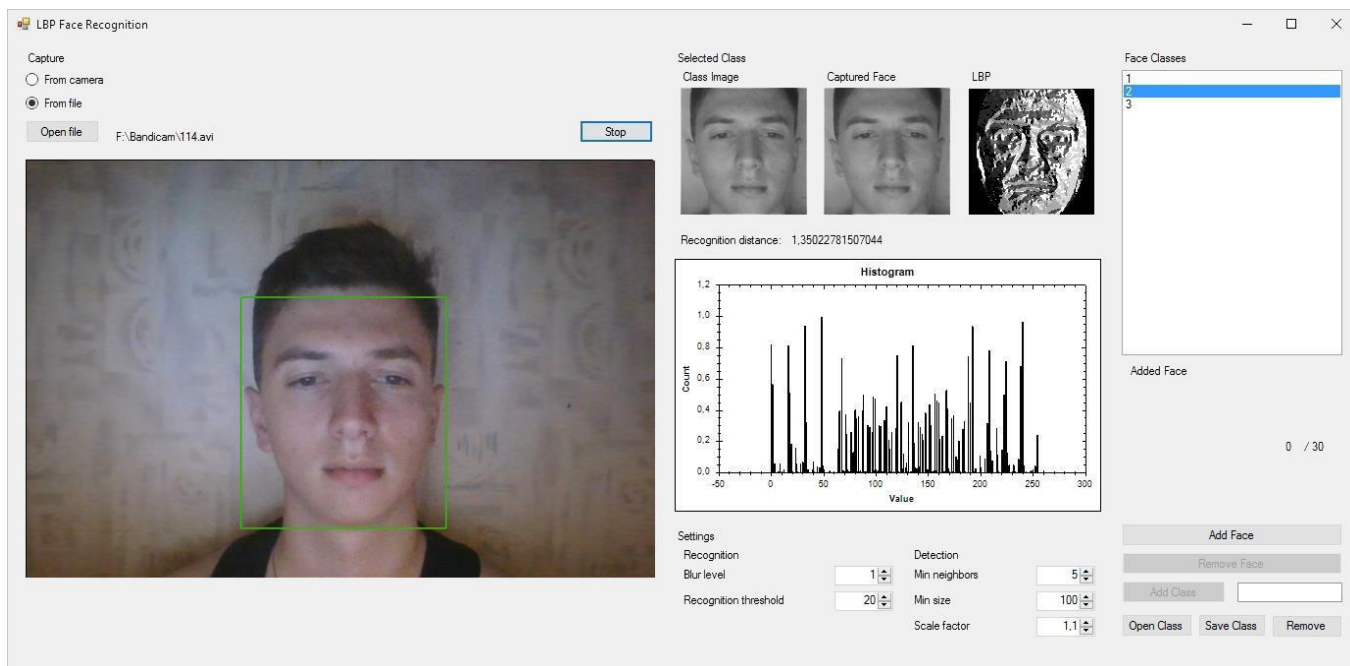 LBP Face Recognition
Capture
From camera
From file
Open file
F:\Bandicam\114.avi
Stop
Selected Class
Class Image
Captured Face
LBP
Recognition distance: 1,35022781507044
Histogram
1,2
1,0
0,8
0,6
0,4
0,2
0,0
Count
-50 0 50 100 150 200 250 300
Value
Settings
Recognition
Blur level 1
Recognition threshold 20
Detection
Min neighbors 5
Min size 100
Scale factor 1,1
Face Classes
1
2
3
Added Face
0 / 30
Add Face
Remove Face
Add Class
Open Class
Save Class
Remove